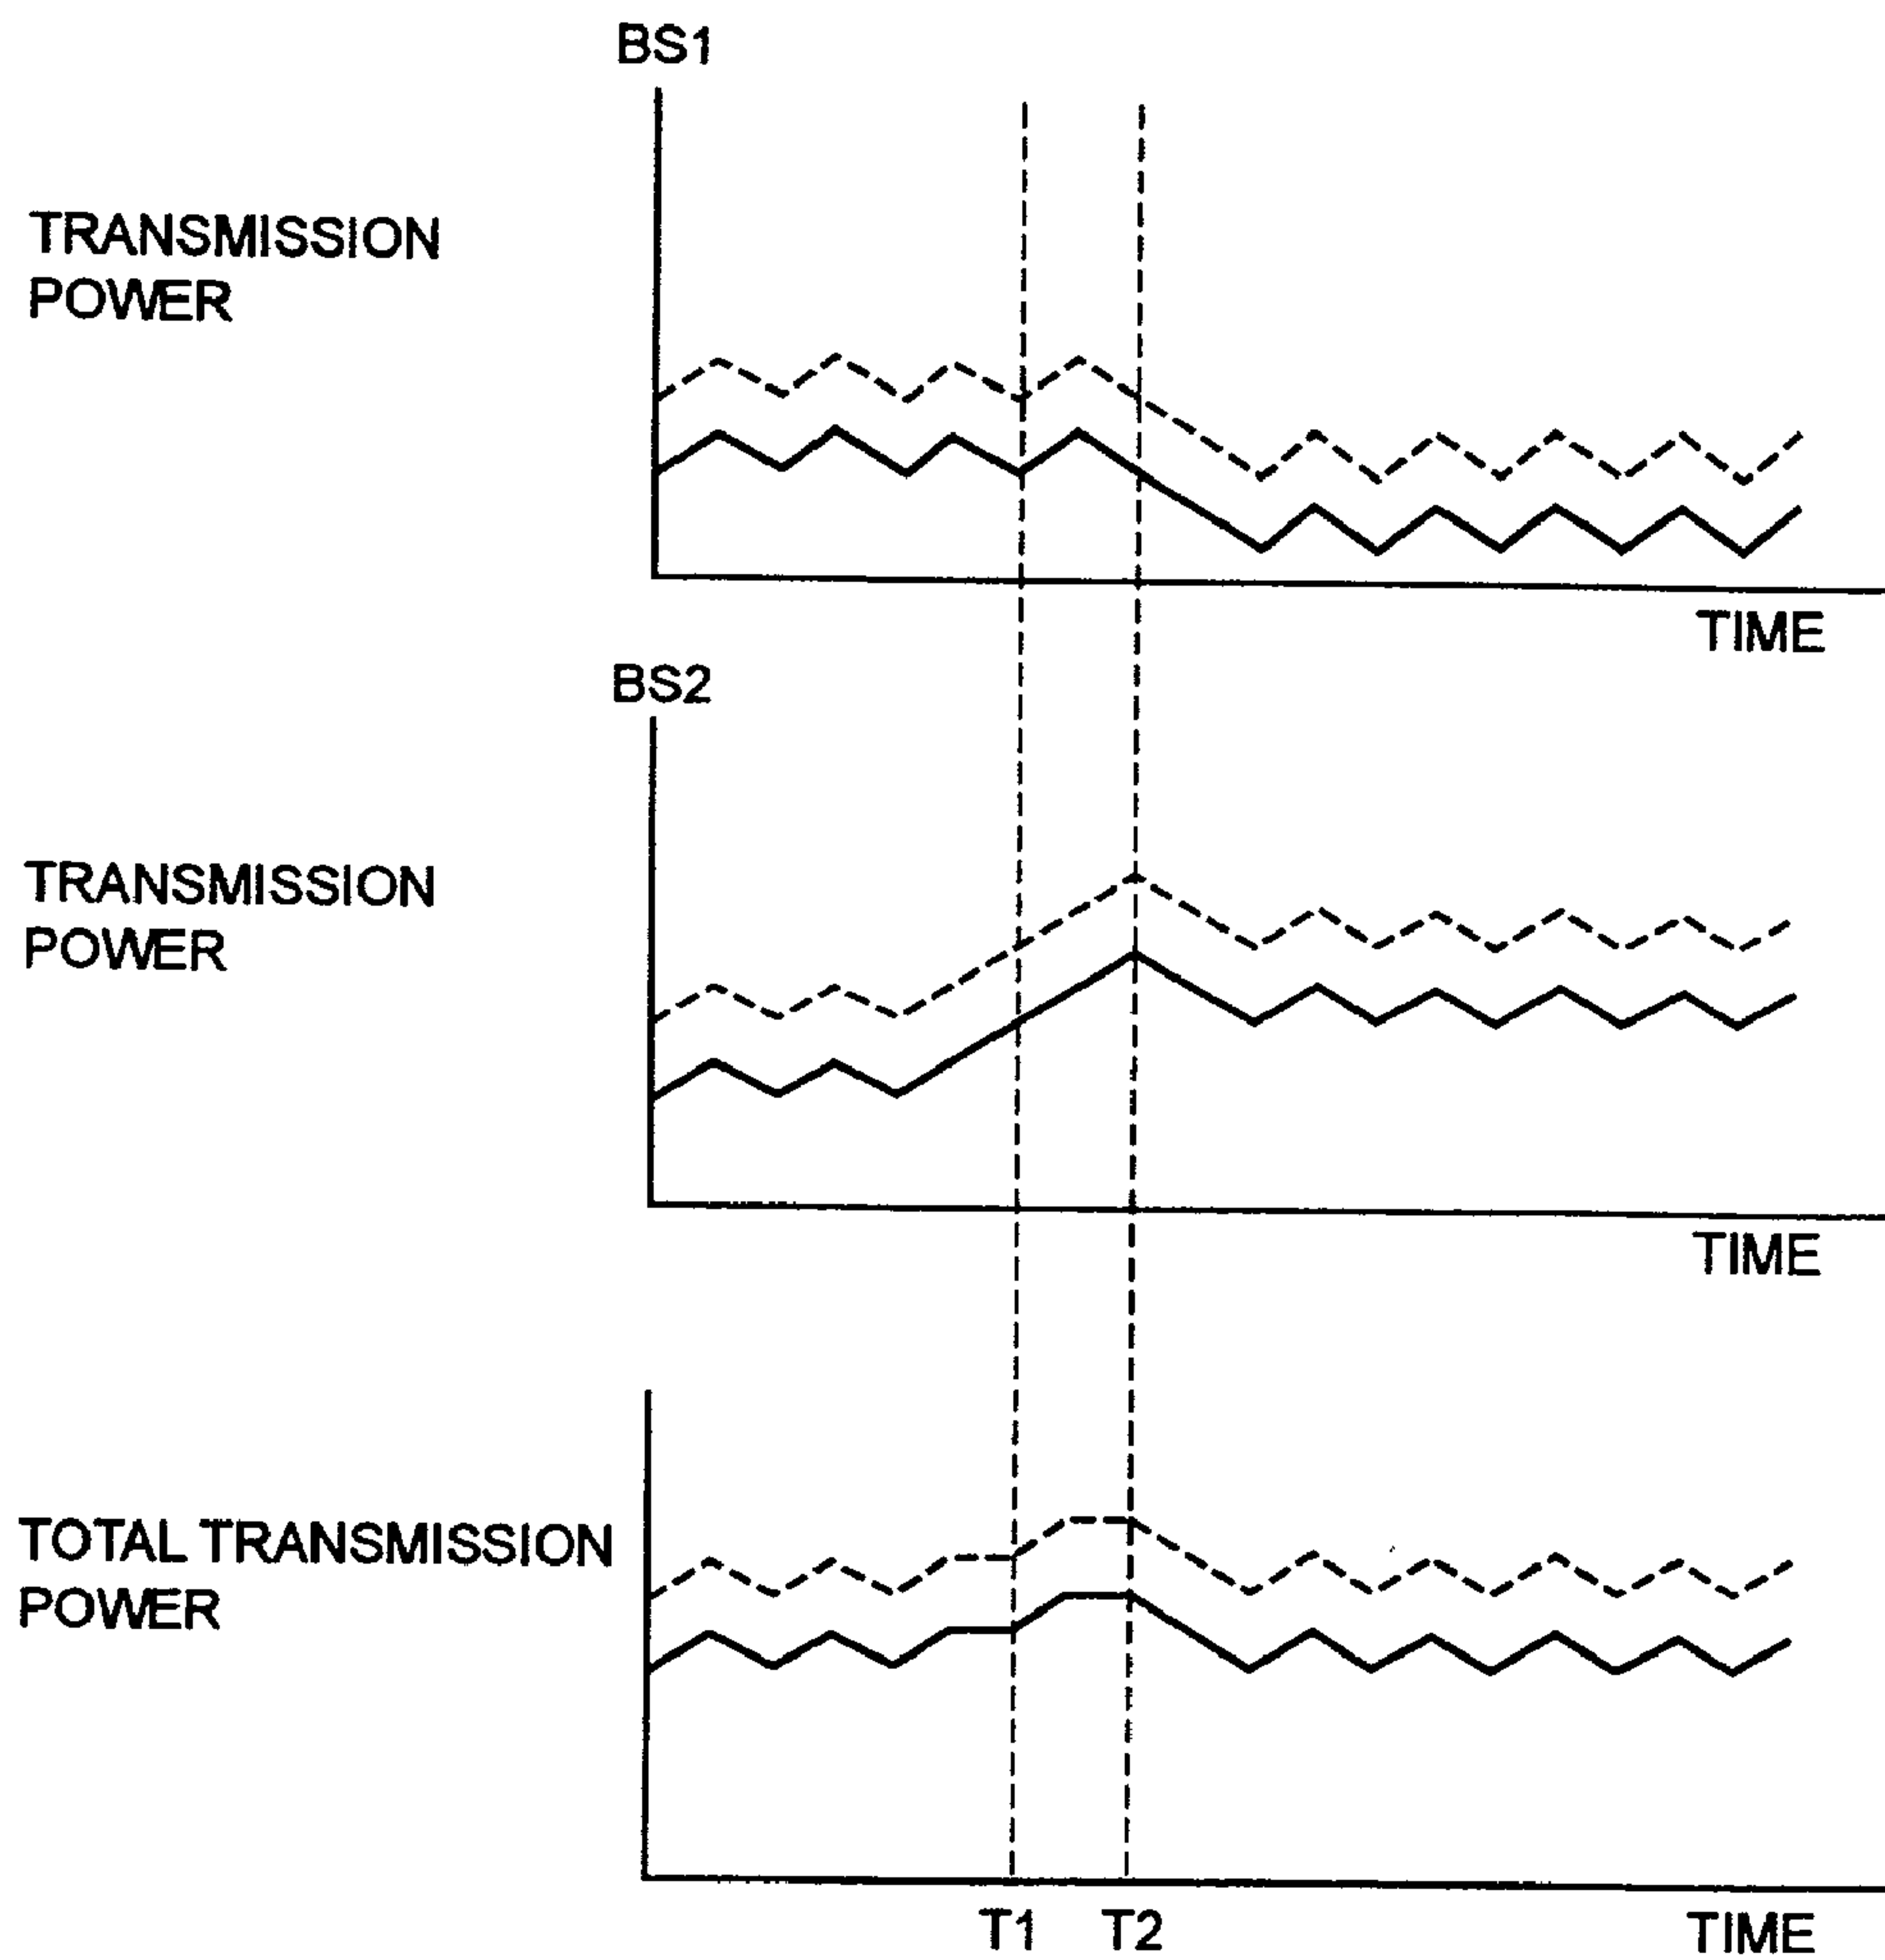 BS1
TRANSMISSION
POWER
TIME
BS2
TRANSMISSION
POWER
TIME
TOTAL TRANSMISSION
POWER
T1 T2 TIME